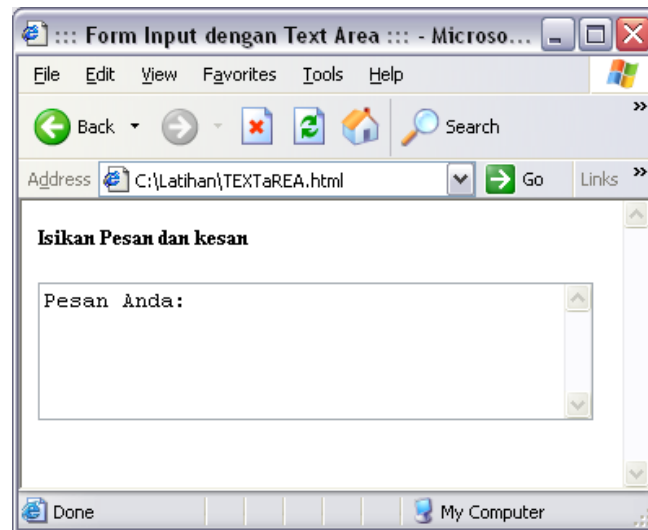 ::: Form Input dengan Text Area ::: - Microso...
File Edit View Favorites Tools Help
Back Search »
Address C:\Latihan\TEXTaREA.html Go Links »
Isikan Pesan dan kesan
Pesan Anda:
Done My Computer